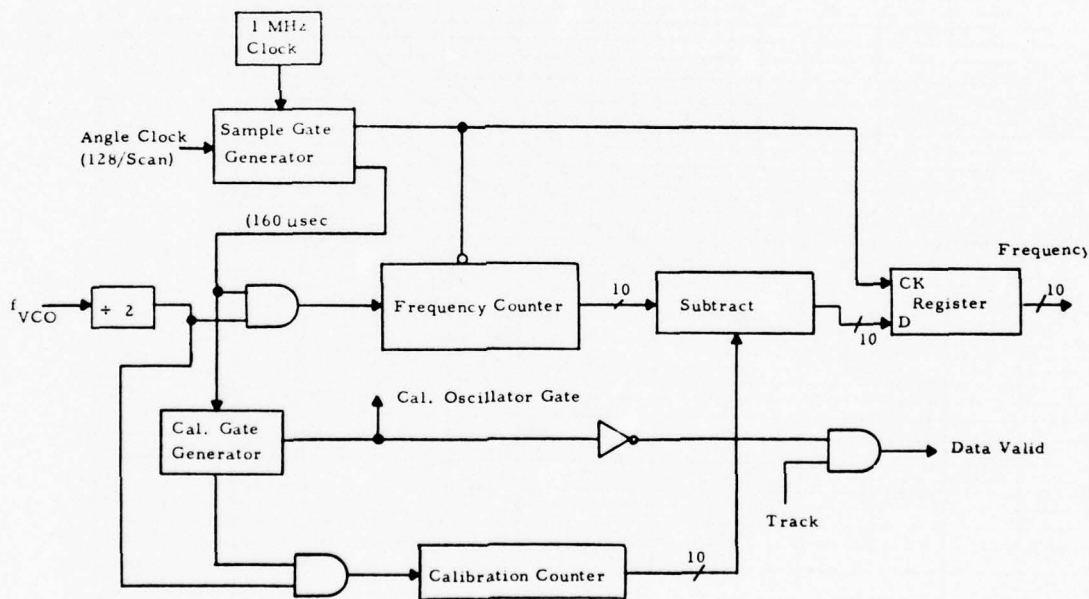 1 MHz
Clock
Angle Clock
(128/Scan)
Sample Gate
Generator
(160 μsec
Frequency
f VCO
÷ 2
Frequency Counter
10
Subtract
10
CK
Register
D
10
Cal. Oscillator Gate
Cal. Gate
Generator
Data Valid
Track
Calibration Counter
10